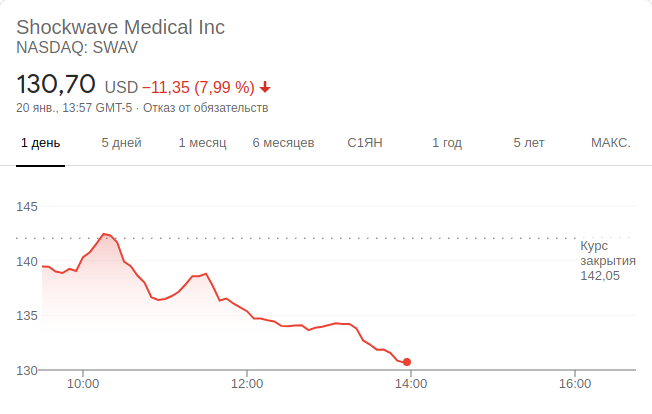 Shockwave Medical Inc
NASDAQ: SWAV
130,70 USD −11,35 (7,99 %)
20 янв., 13:57 GMT-5 · Отказ от обязательств
1 день 5 дней 1 месяц 6 месяцев С1ЯН 1 год 5 лет МАКС.
145
Курс
закрытия
142,05
140
135
130
10:00 12:00 14:00 16:00